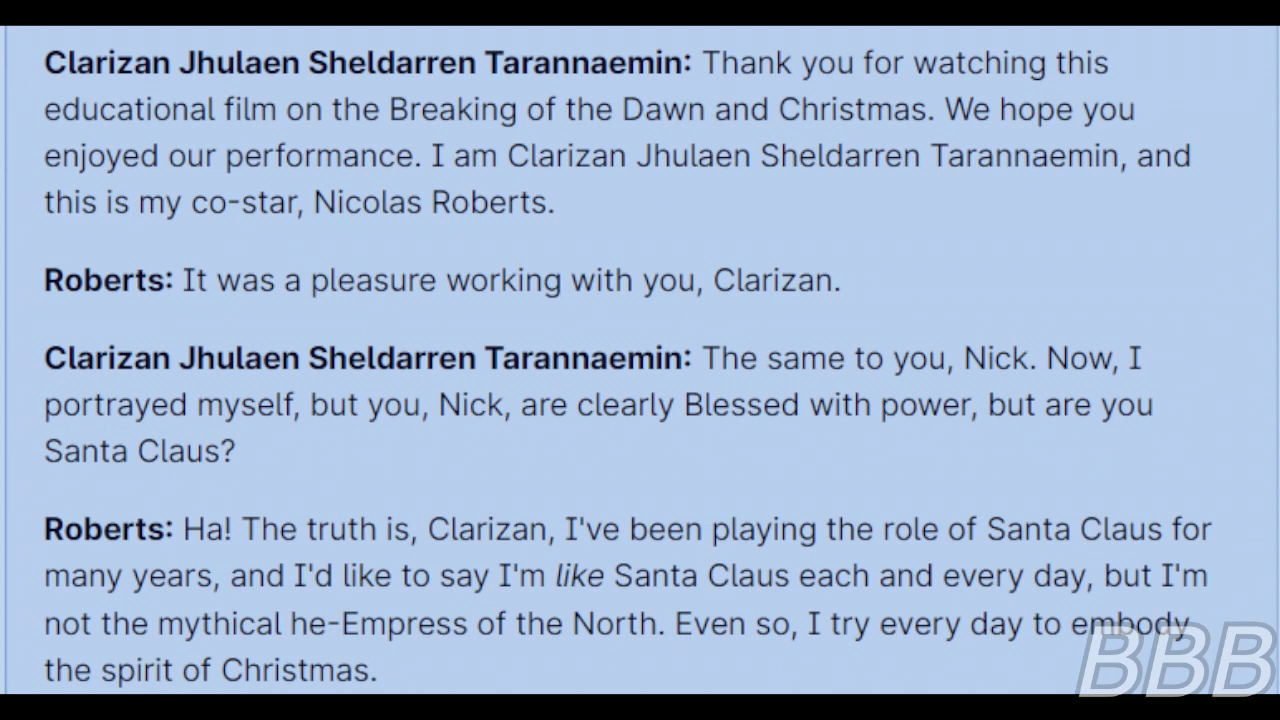 Clarizan Jhulaen Sheldarren Tarannaemin: Thank you for watching this
educational film on the Breaking of the Dawn and Christmas. We hope you
enjoyed our performance. I am Clarizan Jhulaen Sheldarren Tarannaemin, and
this is my co-star, Nicolas Roberts.
Roberts: It was a pleasure working with you, Clarizan.
Clarizan Jhulaen Sheldarren Tarannaemin: The same to you, Nick. Now, I
portrayed myself, but you, Nick, are clearly Blessed with power, but are you
Santa Claus?
Roberts: Ha! The truth is, Clarizan, I've been playing the role of Santa Claus for
many years, and I'd like to say I'm like Santa Claus each and every day, but I'm
not the mythical he-Empress of the North. Even so, I try every day to embody
the spirit of Christmas.
BBB